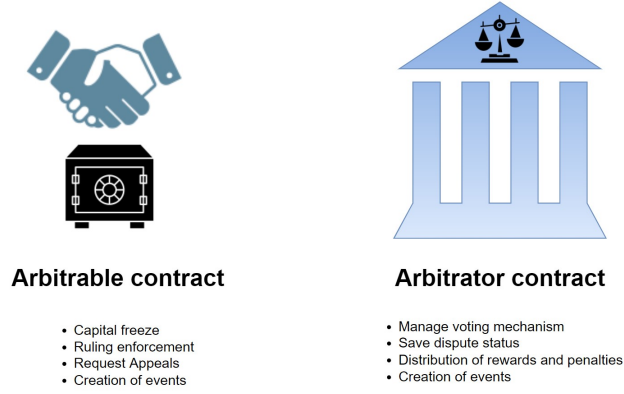 Arbitrable contract
• Capital freeze
• Ruling enforcement
• Request Appeals
• Creation of events
Arbitrator contract
• Manage voting mechanism
• Save dispute status
• Distribution of rewards and penalties
• Creation of events